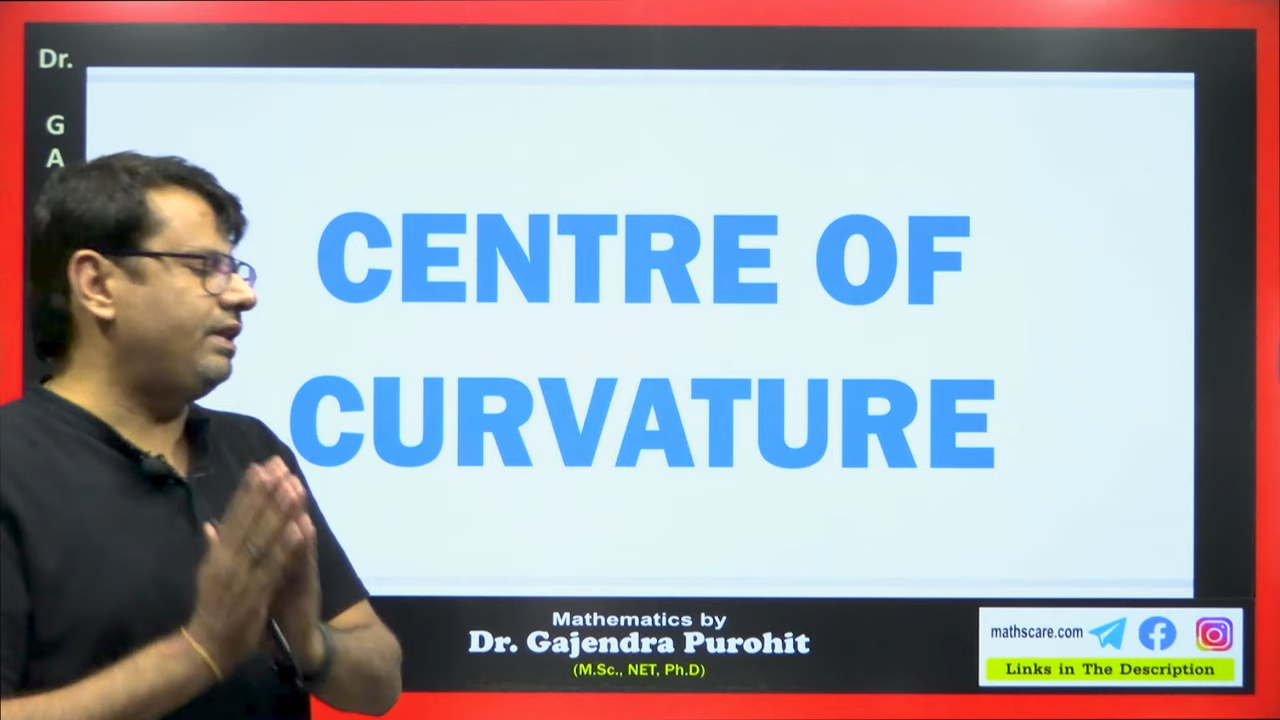 Dr.
G
A
CENTRE OF
CURVATURE
Mathematics by
Dr. Gajendra Purohit
(M.Sc., NET, Ph.D)
mathscare.com
Links in The Description